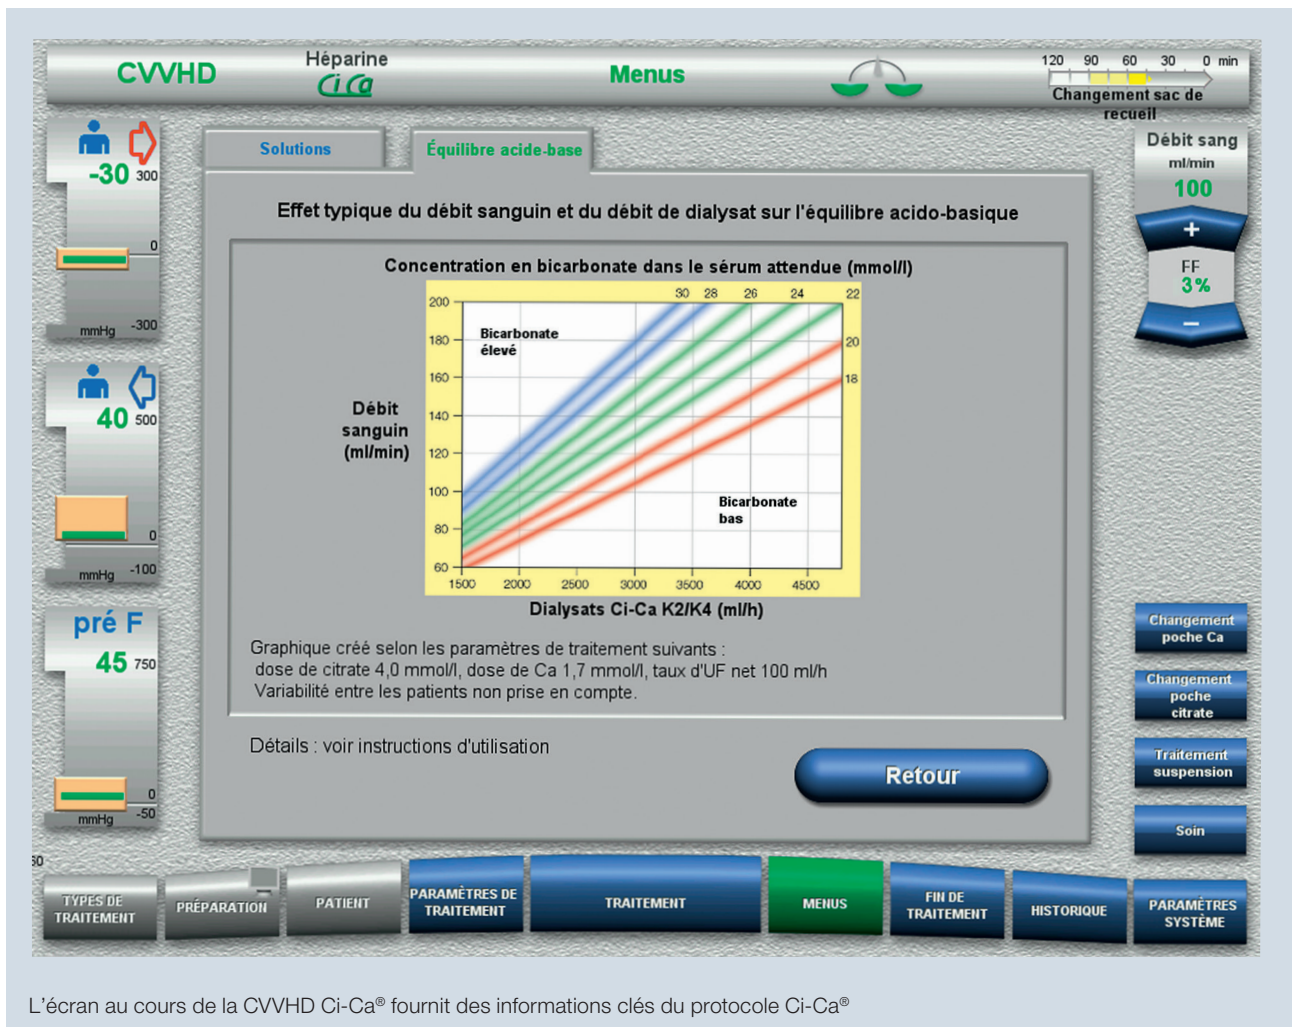 CVVHD
Héparine
CiCa
Menus
120 90 60 30 0 min
Changement sac de
recueil
-30 300
0
mmHg -300
40 500
0
mmHg -100
pré F
45 750
0
mmHg -50
Solutions
Équilibre acide-base
Effet typique du débit sanguin et du débit de dialysat sur l'équilibre acido-basique
Concentration en bicarbonate dans le sérum attendue (mmol/l)
30 28 26 24 22
200
180
160
140
120
100
80
60
Bicarbonate
élevé
20
18
Débit
sanguin
(ml/min)
Bicarbonate
bas
1500 2000 2500 3000 3500 4000 4500
Dialysats Ci-Ca K2/K4 (ml/h)
Graphique créé selon les paramètres de traitement suivants :
dose de citrate 4,0 mmol/l, dose de Ca 1,7 mmol/l, taux d'UF net 100 ml/h
Variabilité entre les patients non prise en compte.
Détails : voir instructions d'utilisation
Retour
Débit sang
ml/min
100
+
FF
3%
–
Changement
poche Ca
Changement
poche
citrate
Traitement
suspension
Soin
60
TYPES DE
TRAITEMENT
PRÉPARATION
PATIENT
PARAMÈTRES DE
TRAITEMENT
TRAITEMENT
MENUS
FIN DE
TRAITEMENT
HISTORIQUE
PARAMÈTRES
SYSTÈME
L'écran au cours de la CVVHD Ci-Ca® fournit des informations clés du protocole Ci-Ca®